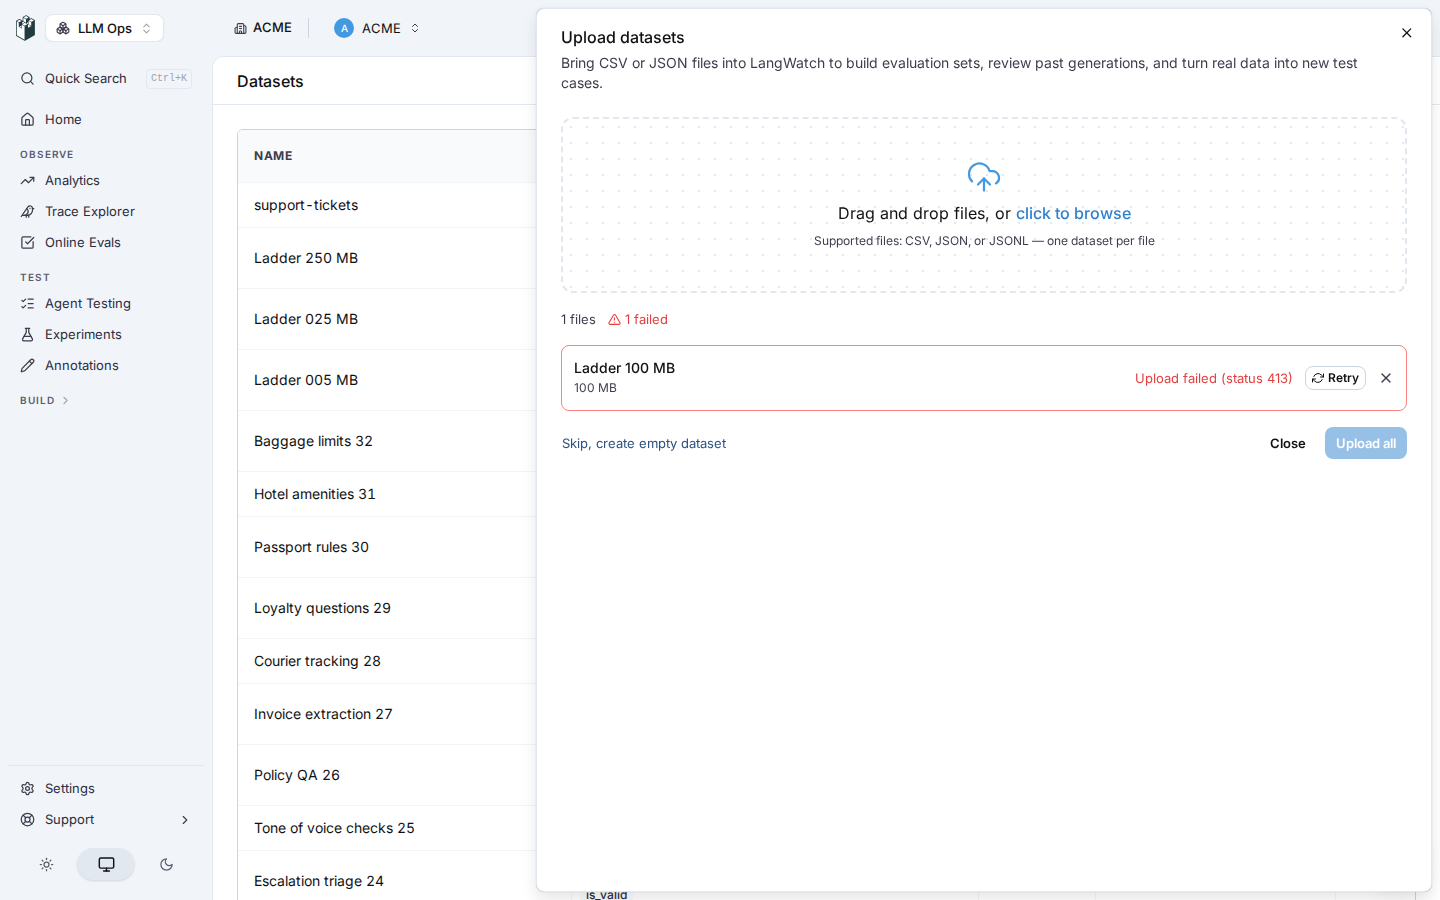 LLM Ops
ACME
A ACME
Quick Search Ctrl+K
Home
OBSERVE
Analytics
Trace Explorer
Online Evals
TEST
Agent Testing
Experiments
Annotations
BUILD
Settings
Support
Datasets
NAME
support-tickets
Ladder 250 MB
Ladder 025 MB
Ladder 005 MB
Baggage limits 32
Hotel amenities 31
Passport rules 30
Loyalty questions 29
Courier tracking 28
Invoice extraction 27
Policy QA 26
Tone of voice checks 25
Escalation triage 24
is_valid
Upload datasets
Bring CSV or JSON files into LangWatch to build evaluation sets, review past generations, and turn real data into new test
cases.
Drag and drop files, or click to browse
Supported files: CSV, JSON, or JSONL — one dataset per file
1 files 1 failed
Ladder 100 MB
100 MB
Upload failed (status 413) Retry
Skip, create empty dataset
Close Upload all